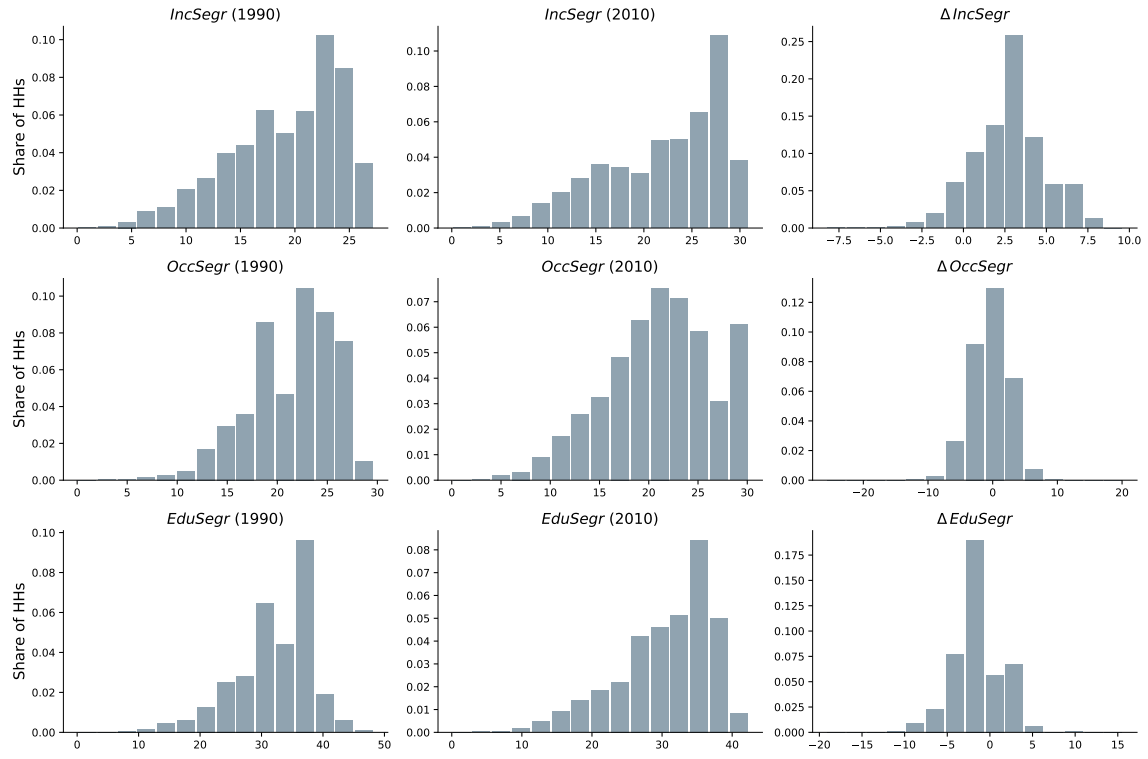 IncSegr (1990)
IncSegr (2010)
Δ IncSegr
Share of HHs
0.10
0.08
0.06
0.04
0.02
0.00
0 5 10 15 20 25
0.10
0.08
0.06
0.04
0.02
0.00
0 5 10 15 20 25 30
0.25
0.20
0.15
0.10
0.05
0.00
−7.5 −5.0 −2.5 0.0 2.5 5.0 7.5 10.0
OccSegr (1990)
OccSegr (2010)
Δ OccSegr
Share of HHs
0.10
0.08
0.06
0.04
0.02
0.00
0 5 10 15 20 25 30
0.07
0.06
0.05
0.04
0.03
0.02
0.01
0.00
0 5 10 15 20 25 30
0.12
0.10
0.08
0.06
0.04
0.02
0.00
−20 −10 0 10 20
EduSegr (1990)
EduSegr (2010)
Δ EduSegr
Share of HHs
0.10
0.08
0.06
0.04
0.02
0.00
0 10 20 30 40 50
0.08
0.07
0.06
0.05
0.04
0.03
0.02
0.01
0.00
0 10 20 30 40
0.175
0.150
0.125
0.100
0.075
0.050
0.025
0.000
−20 −15 −10 −5 0 5 10 15